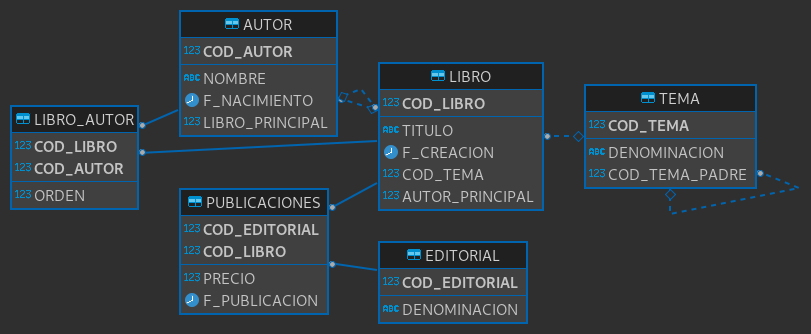 AUTOR
123 COD_AUTOR
ABC NOMBRE
F_NACIMIENTO
123 LIBRO_PRINCIPAL
LIBRO_AUTOR
123 COD_LIBRO
123 COD_AUTOR
123 ORDEN
LIBRO
123 COD_LIBRO
ABC TITULO
F_CREACION
123 COD_TEMA
123 AUTOR_PRINCIPAL
TEMA
123 COD_TEMA
ABC DENOMINACION
123 COD_TEMA_PADRE
PUBLICACIONES
123 COD_EDITORIAL
123 COD_LIBRO
123 PRECIO
F_PUBLICACION
EDITORIAL
123 COD_EDITORIAL
ABC DENOMINACION